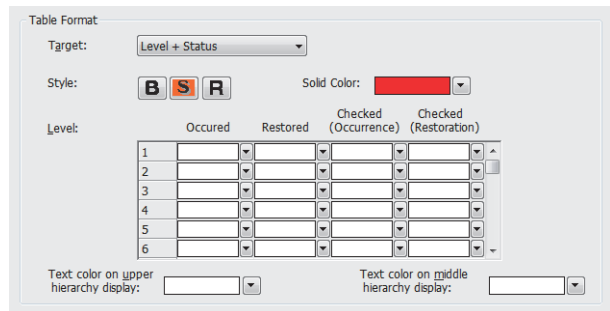 Table Format
Target: Level + Status
Style: B S R Solid Color:
Level: Occured Restored Checked (Occurrence) Checked (Restoration)
1
2
3
4
5
6
Text color on upper hierarchy display: Text color on middle hierarchy display: